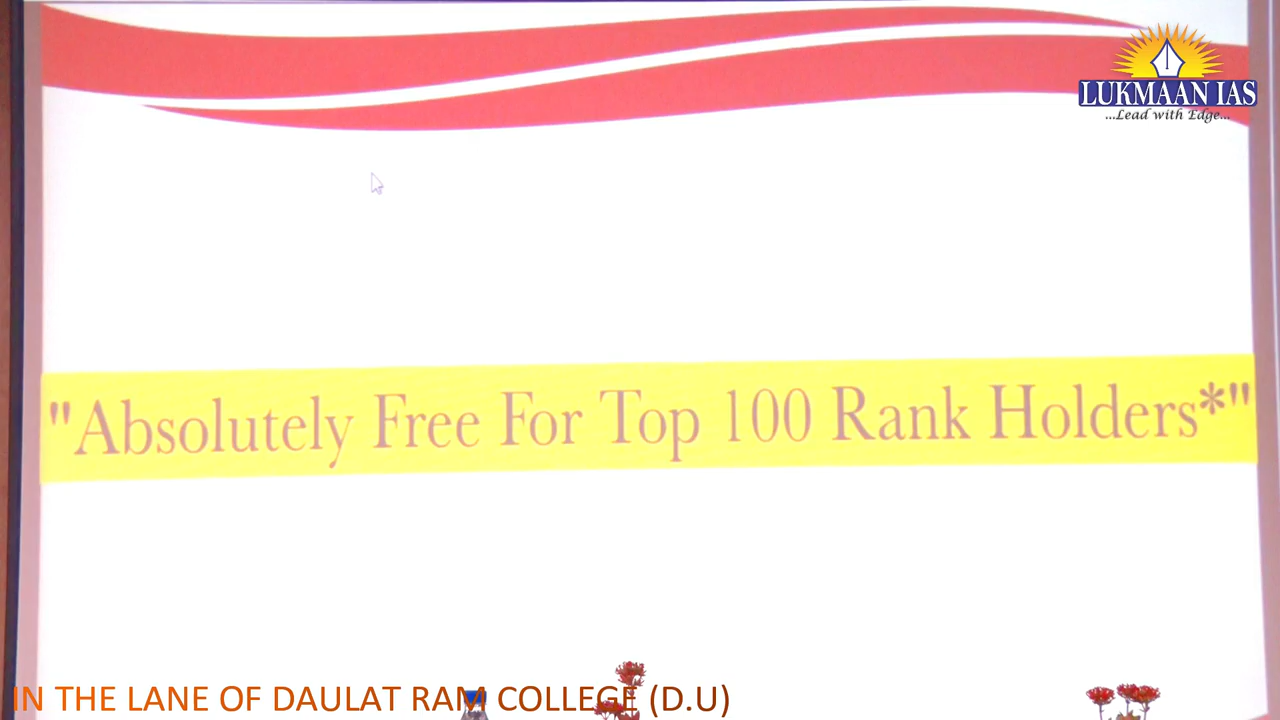 LUKMAAN IAS
...Lead with Edge...
"Absolutely Free For Top 100 Rank Holders*"
IN THE LANE OF DAULAT RAM COLLEGE (D.U)